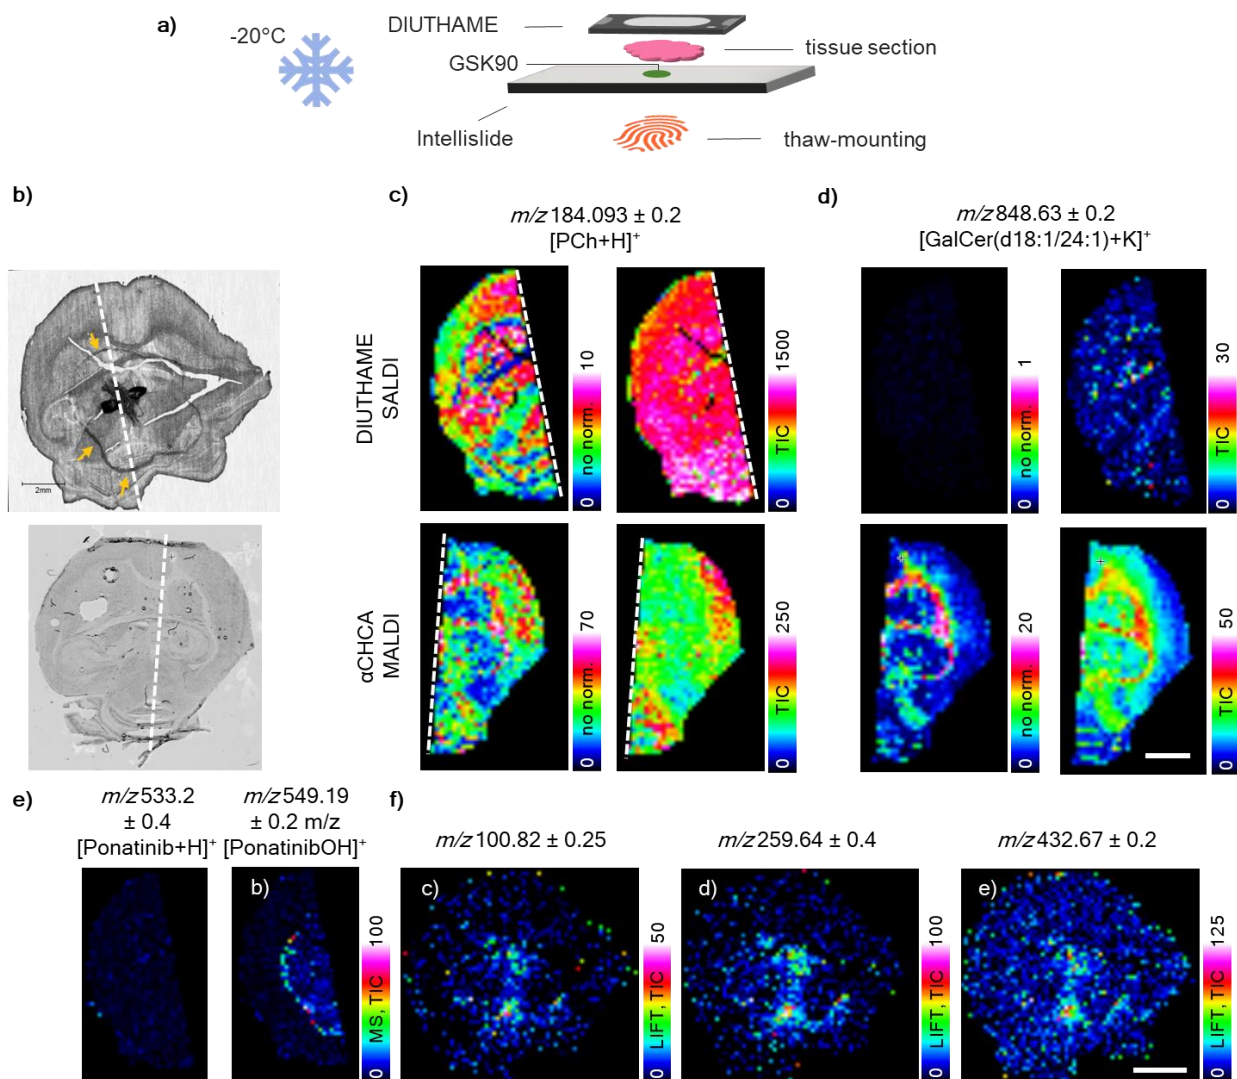 a)
-20°C
DIUTHAME
GSK90
tissue section
Intellislide
thaw-mounting
b)
2mm
c)
m/z 184.093 ± 0.2
[PCh+H]+
d)
m/z 848.63 ± 0.2
[GalCer(d18:1/24:1)+K]+
DIUTHAME
SALDI
0 no norm. 10
0 TIC 1500
0 no norm. 1
0 TIC 30
αCHCA
MALDI
0 no norm. 70
0 TIC 250
0 no norm. 20
0 TIC 50
e)
m/z 533.2
± 0.4
[Ponatinib+H]+
m/z 549.19
± 0.2 m/z
[PonatinibOH]+
b)
0 MS, TIC 100
f)
m/z 100.82 ± 0.25
c)
0 LIFT, TIC 50
m/z 259.64 ± 0.4
d)
0 LIFT, TIC 100
m/z 432.67 ± 0.2
e)
0 LIFT, TIC 125